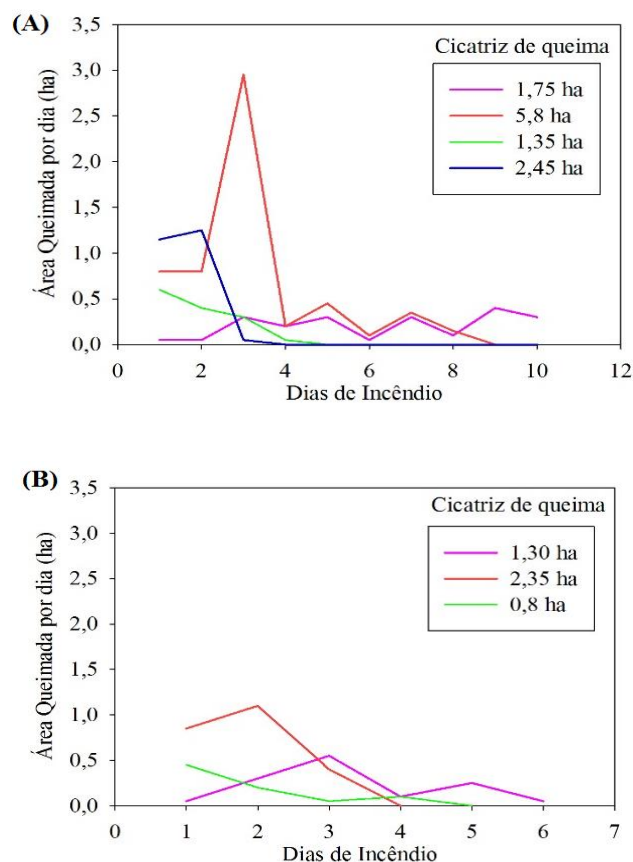 (A)
3,5
3,0
2,5
2,0
1,5
1,0
0,5
0,0
Área Queimada por dia (ha)
Cicatriz de queima
1,75 ha
5,8 ha
1,35 ha
2,45 ha
0 2 4 6 8 10 12
Dias de Incêndio
(B)
3,5
3,0
2,5
2,0
1,5
1,0
0,5
0,0
Área Queimada por dia (ha)
Cicatriz de queima
1,30 ha
2,35 ha
0,8 ha
0 1 2 3 4 5 6 7
Dias de Incêndio